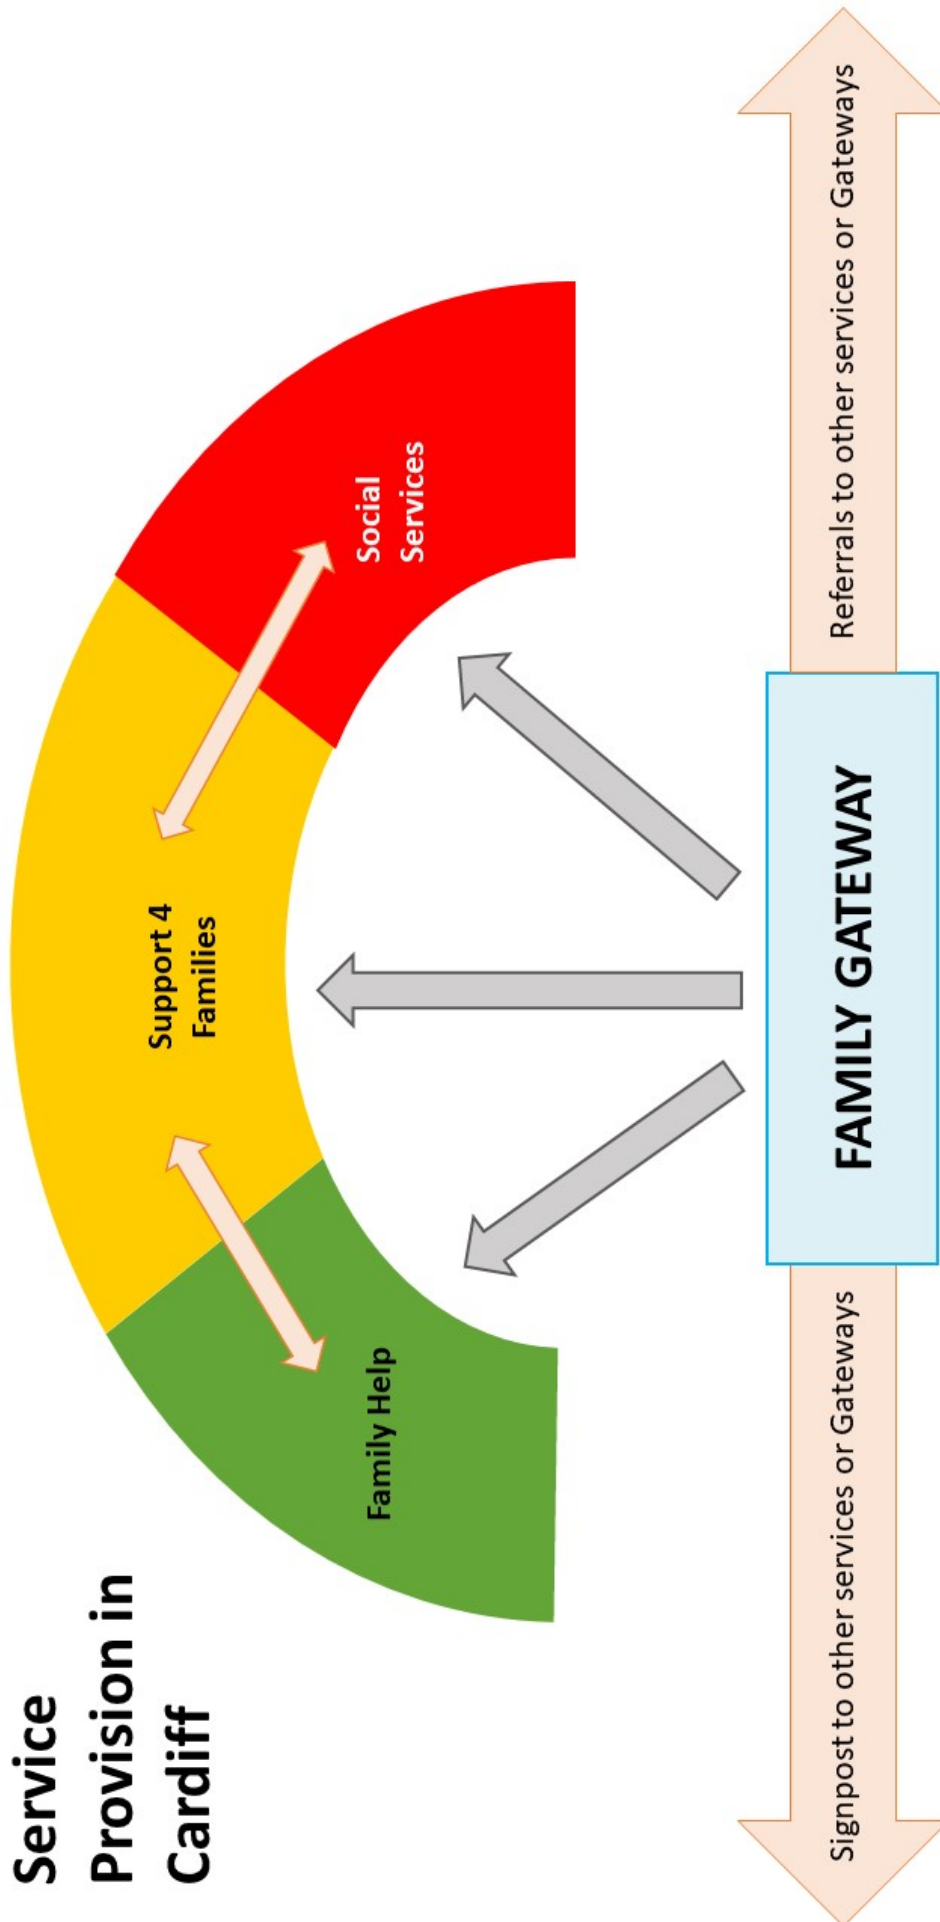 Service
Provision in
Cardiff
Support 4
Families
Family Help
Social
Services
Signpost to other services or Gateways
FAMILY GATEWAY
Referrals to other services or Gateways